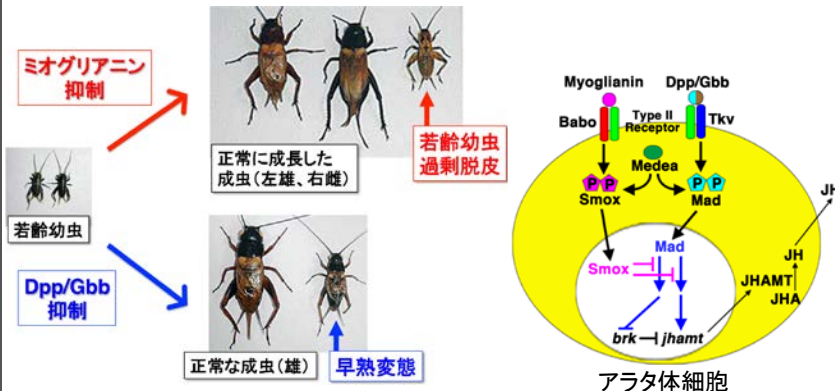 ミオグリアニン
抑制
若齢幼虫
Dpp/Gbb
抑制
正常に成長した
成虫(左雄、右雌)
若齢幼虫
過剰脱皮
正常な成虫(雄)
早熟変態
Myoglianin
Dpp/Gbb
Babo
Type II
Receptor
Tkv
Medea
P P
P P
Smox
Mad
Mad
Smox
brk
jhamt
JHAMT
JHA
JH
JH
アラタ体細胞